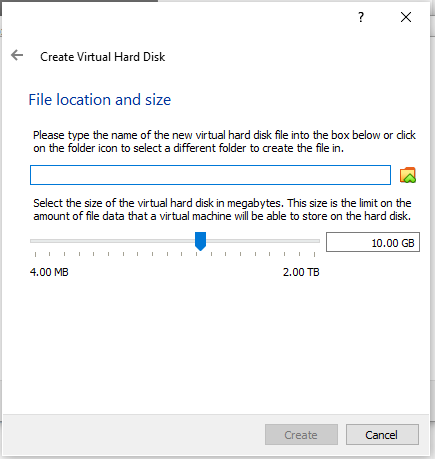 ?
Create Virtual Hard Disk
File location and size
Please type the name of the new virtual hard disk file into the box below or click
on the folder icon to select a different folder to create the file in.
Select the size of the virtual hard disk in megabytes. This size is the limit on the
amount of file data that a virtual machine will be able to store on the hard disk.
10.00 GB
4.00 MB 2.00 TB
Create Cancel